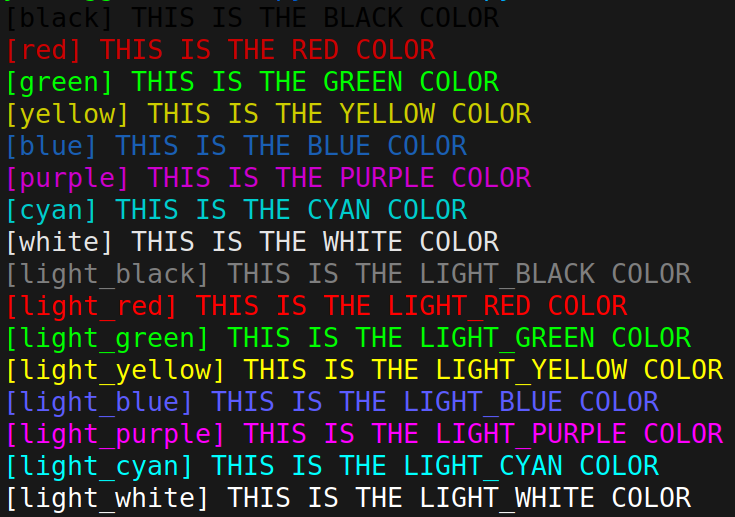 [black] THIS IS THE BLACK COLOR
[red] THIS IS THE RED COLOR
[green] THIS IS THE GREEN COLOR
[yellow] THIS IS THE YELLOW COLOR
[blue] THIS IS THE BLUE COLOR
[purple] THIS IS THE PURPLE COLOR
[cyan] THIS IS THE CYAN COLOR
[white] THIS IS THE WHITE COLOR
[light_black] THIS IS THE LIGHT_BLACK COLOR
[light_red] THIS IS THE LIGHT_RED COLOR
[light_green] THIS IS THE LIGHT_GREEN COLOR
[light_yellow] THIS IS THE LIGHT_YELLOW COLOR
[light_blue] THIS IS THE LIGHT_BLUE COLOR
[light_purple] THIS IS THE LIGHT_PURPLE COLOR
[light_cyan] THIS IS THE LIGHT_CYAN COLOR
[light_white] THIS IS THE LIGHT_WHITE COLOR